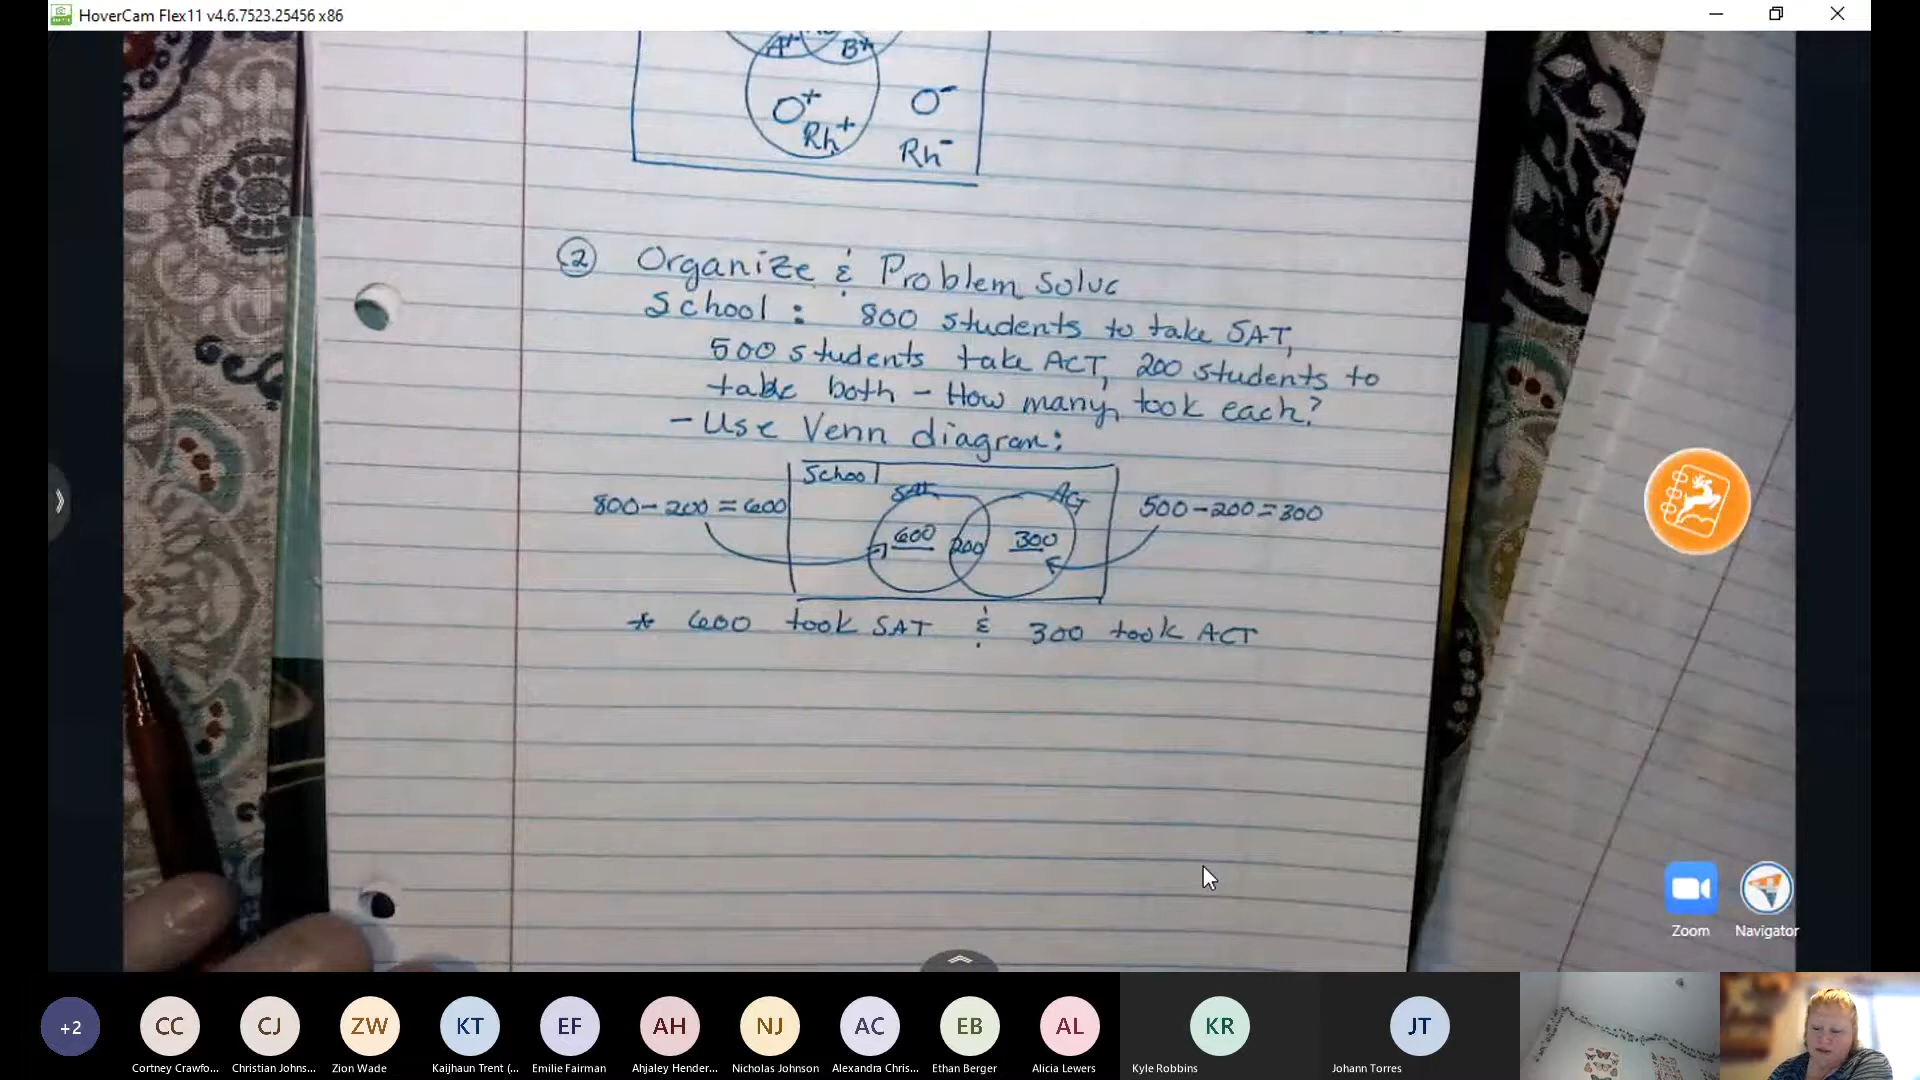 HoverCam Flex11 v4.6.7523.25456 x86
A+ B+
O+ O-
Rh+ Rh-
② Organize & Problem Solve
School: 800 students to take SAT,
500 students take ACT, 200 students to
take both - How many took each?
- Use Venn diagram:
School
SAT ACT
800 - 200 = 600 500 - 200 = 300
600 200 300
* 600 took SAT & 300 took ACT
Zoom Navigator
+2 CC CJ ZW KT EF AH NJ AC EB AL KR JT
Cortney Crawfo... Christian Johns... Zion Wade Kaijhaun Trent (... Emilie Fairman Ahjaley Hender... Nicholas Johnson Alexandra Chris... Ethan Berger Alicia Lewers Kyle Robbins Johann Torres